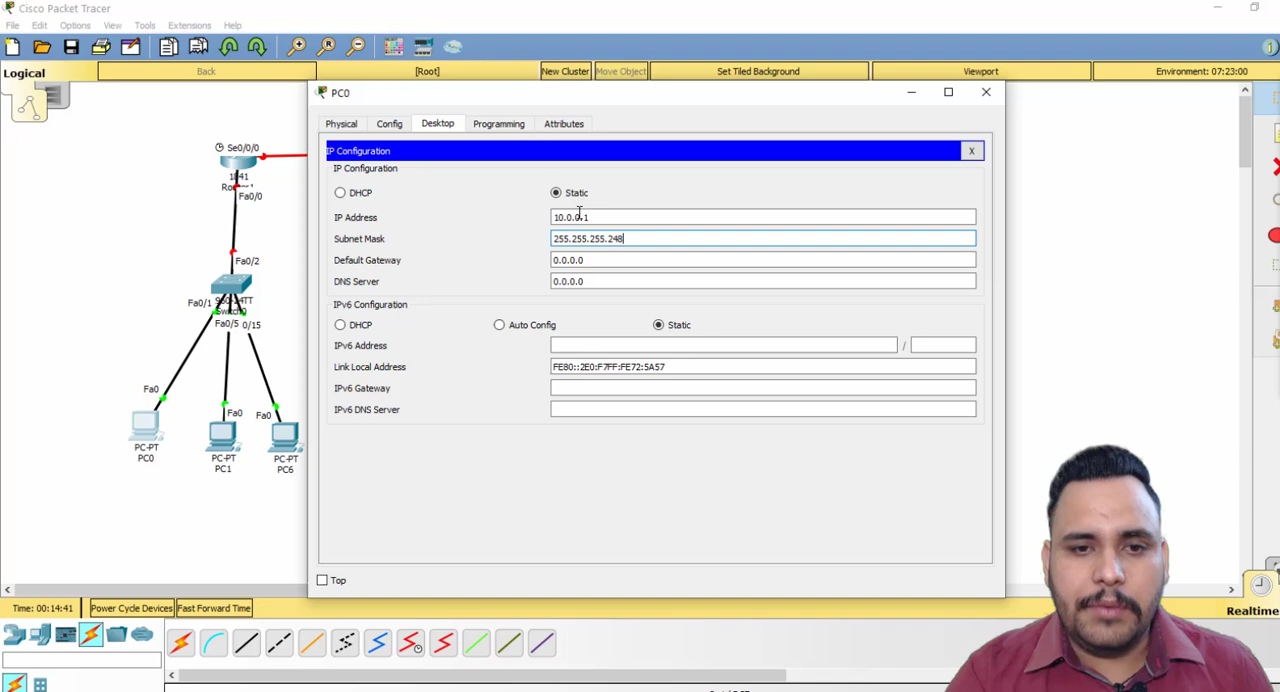 Cisco Packet Tracer
File Edit Options View Tools Extensions Help
Logical
Back
[Root]
New Cluster
Move Object
Set Tiled Background
Viewport
Environment: 07:23:00
PC0
Physical
Config
Desktop
Programming
Attributes
IP Configuration
X
IP Configuration
DHCP
Static
IP Address
10.0.0.1
Subnet Mask
255.255.255.248
Default Gateway
0.0.0.0
DNS Server
0.0.0.0
IPv6 Configuration
DHCP
Auto Config
Static
IPv6 Address
/
Link Local Address
FE80::2E0:F7FF:FE72:5A57
IPv6 Gateway
IPv6 DNS Server
Top
Se0/0/0
Fa0/0
Fa0/2
Fa0/1
Fa0/5
0/15
Fa0
Fa0
Fa0
PC-PT
PC0
PC-PT
PC1
PC-PT
PC6
Time: 00:14:41
Power Cycle Devices
Fast Forward Time
Realtime